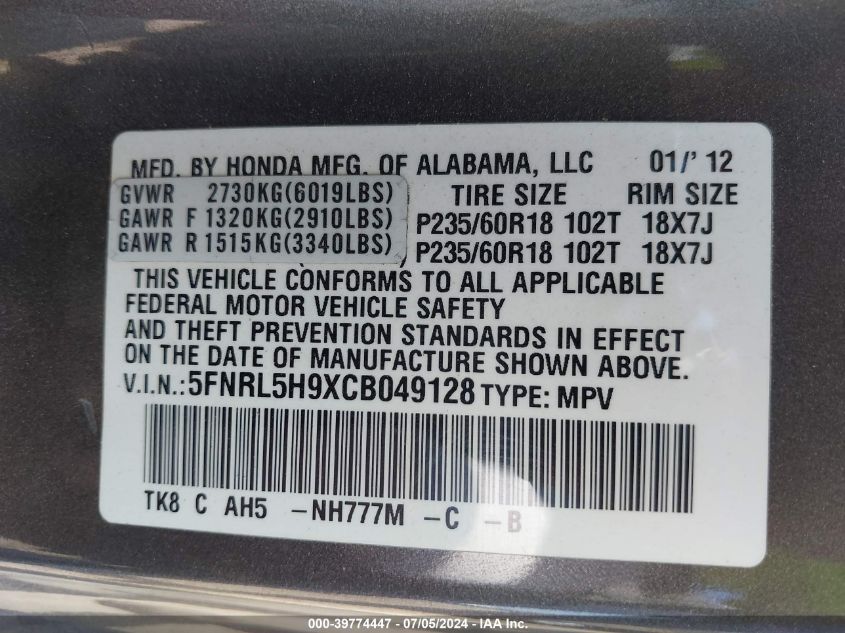 MFD. BY HONDA MFG. OF ALABAMA, LLC 01/' 12
GVWR 2730KG(6019LBS) TIRE SIZE RIM SIZE
GAWR F 1320KG(2910LBS) P235/60R18 102T 18X7J
GAWR R 1515KG(3340LBS) P235/60R18 102T 18X7J
THIS VEHICLE CONFORMS TO ALL APPLICABLE
FEDERAL MOTOR VEHICLE SAFETY
AND THEFT PREVENTION STANDARDS IN EFFECT
ON THE DATE OF MANUFACTURE SHOWN ABOVE.
V.I.N.:5FNRL5H9XCB049128 TYPE: MPV
TK8 C AH5 -NH777M -C -B
000-39774447 - 07/05/2024 - IAA Inc.